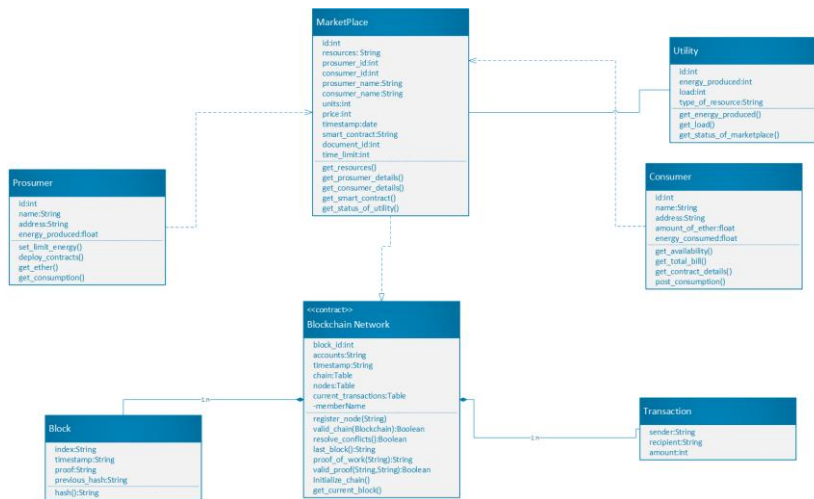 MarketPlace
id:int
resources: String
prosumer_id:int
consumer_id:int
prosumer_name:String
consumer_name:String
units:int
price:int
timestamp:date
smart_contract:String
document_id:int
time_limit:int
get_resources()
get_prosumer_details()
get_consumer_details()
get_smart_contract()
get_status_of_utility()
Utility
id:int
energy_produced:int
load:int
type_of_resource:String
get_energy_produced()
get_load()
get_status_of_marketplace()
Prosumer
id:int
name:String
address:String
energy_produced:float
set_limit_energy()
deploy_contracts()
get_ether()
get_consumption()
Consumer
id:int
name:String
address:String
amount_of_ether:float
energy_consumed:float
get_availability()
get_total_bill()
get_contract_details()
post_consumption()
<<contract>>
Blockchain Network
block_id:int
accounts:String
timestamp:String
chain:Table
nodes:Table
current_transactions:Table
-memberName
register_node(String)
valid_chain(Blockchain):Boolean
resolve_conflicts():Boolean
last_block():String
proof_of_work(String):String
valid_proof(String,String):Boolean
Initialize_chain()
get_current_block()
Block
index:String
timestamp:String
proof:String
previous_hash:String
hash():String
Transaction
sender:String
recipient:String
amount:int